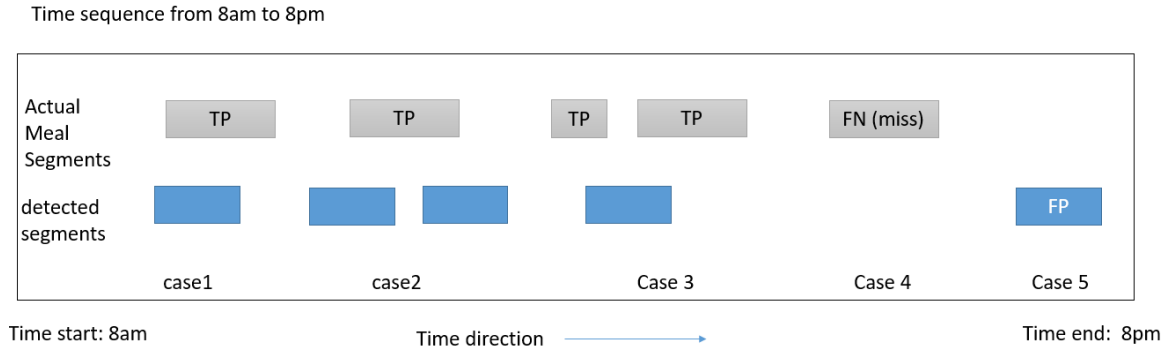 Time sequence from 8am to 8pm
Actual
Meal
Segments
TP
TP
TP
TP
FN (miss)
detected
segments
FP
case1
case2
Case 3
Case 4
Case 5
Time start: 8am
Time direction
Time end:  8pm